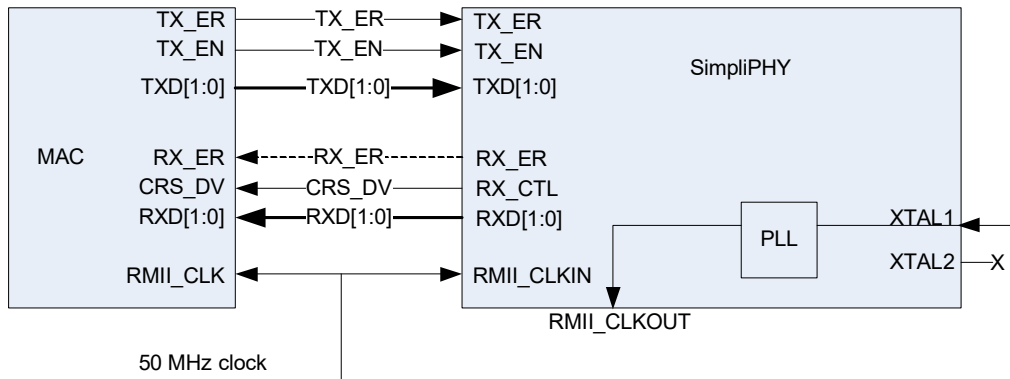 TX_ER TX_ER TX_ER
TX_EN TX_EN TX_EN
SimpliPHY
TXD[1:0] TXD[1:0] TXD[1:0]
MAC
RX_ER RX_ER RX_ER
CRS_DV CRS_DV RX_CTL
RXD[1:0] RXD[1:0] RXD[1:0]
XTAL1
PLL
XTAL2 X
RMII_CLK RMII_CLKIN
RMII_CLKOUT
50 MHz clock